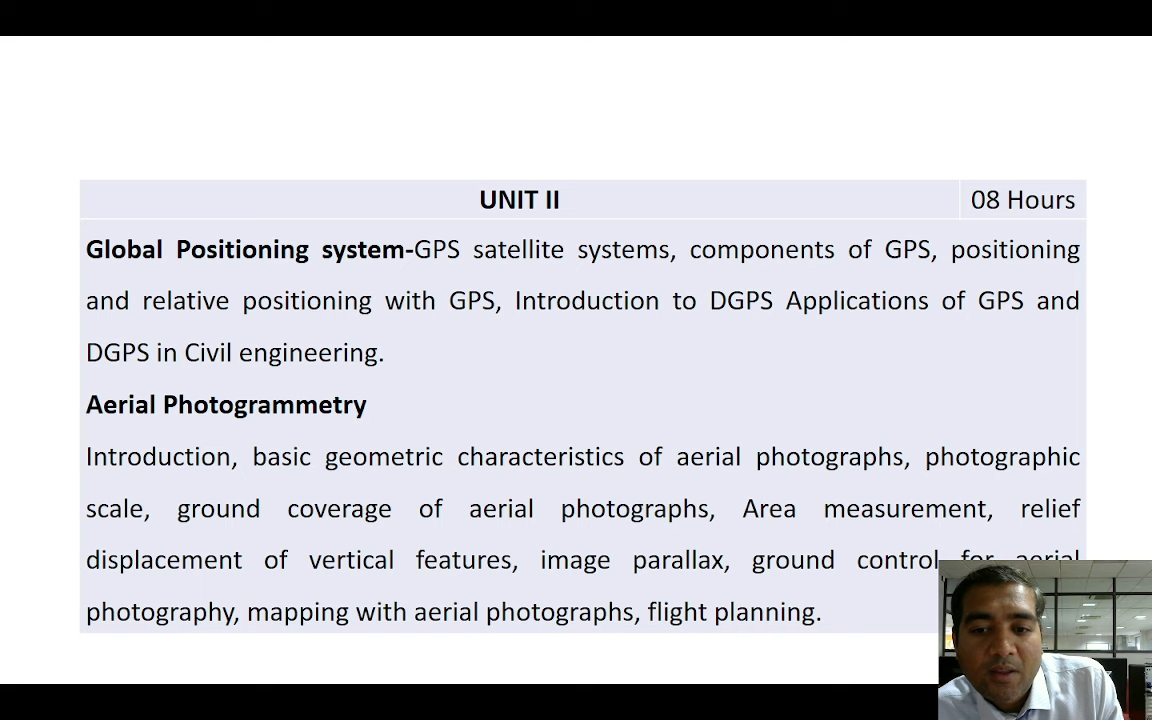 UNIT II 08 Hours
Global Positioning system-GPS satellite systems, components of GPS, positioning
and relative positioning with GPS, Introduction to DGPS Applications of GPS and
DGPS in Civil engineering.
Aerial Photogrammetry
Introduction, basic geometric characteristics of aerial photographs, photographic
scale, ground coverage of aerial photographs, Area measurement, relief
displacement of vertical features, image parallax, ground control for aerial
photography, mapping with aerial photographs, flight planning.